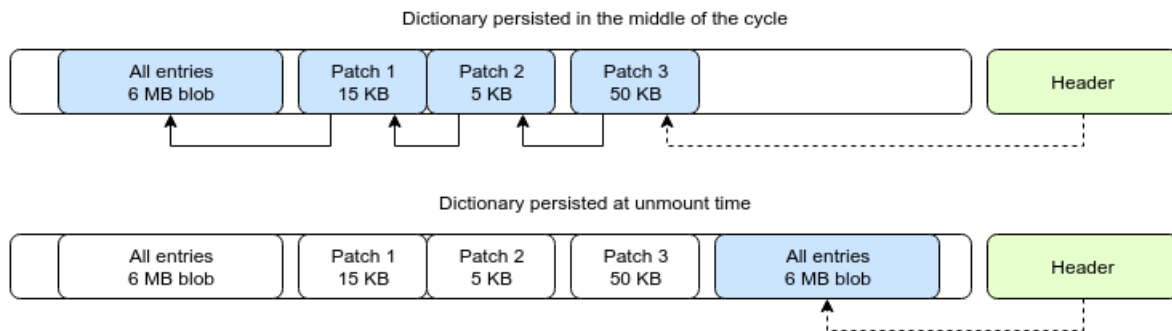 Dictionary persisted in the middle of the cycle
All entries
6 MB blob
Patch 1
15 KB
Patch 2
5 KB
Patch 3
50 KB
Header
Dictionary persisted at unmount time
All entries
6 MB blob
Patch 1
15 KB
Patch 2
5 KB
Patch 3
50 KB
All entries
6 MB blob
Header